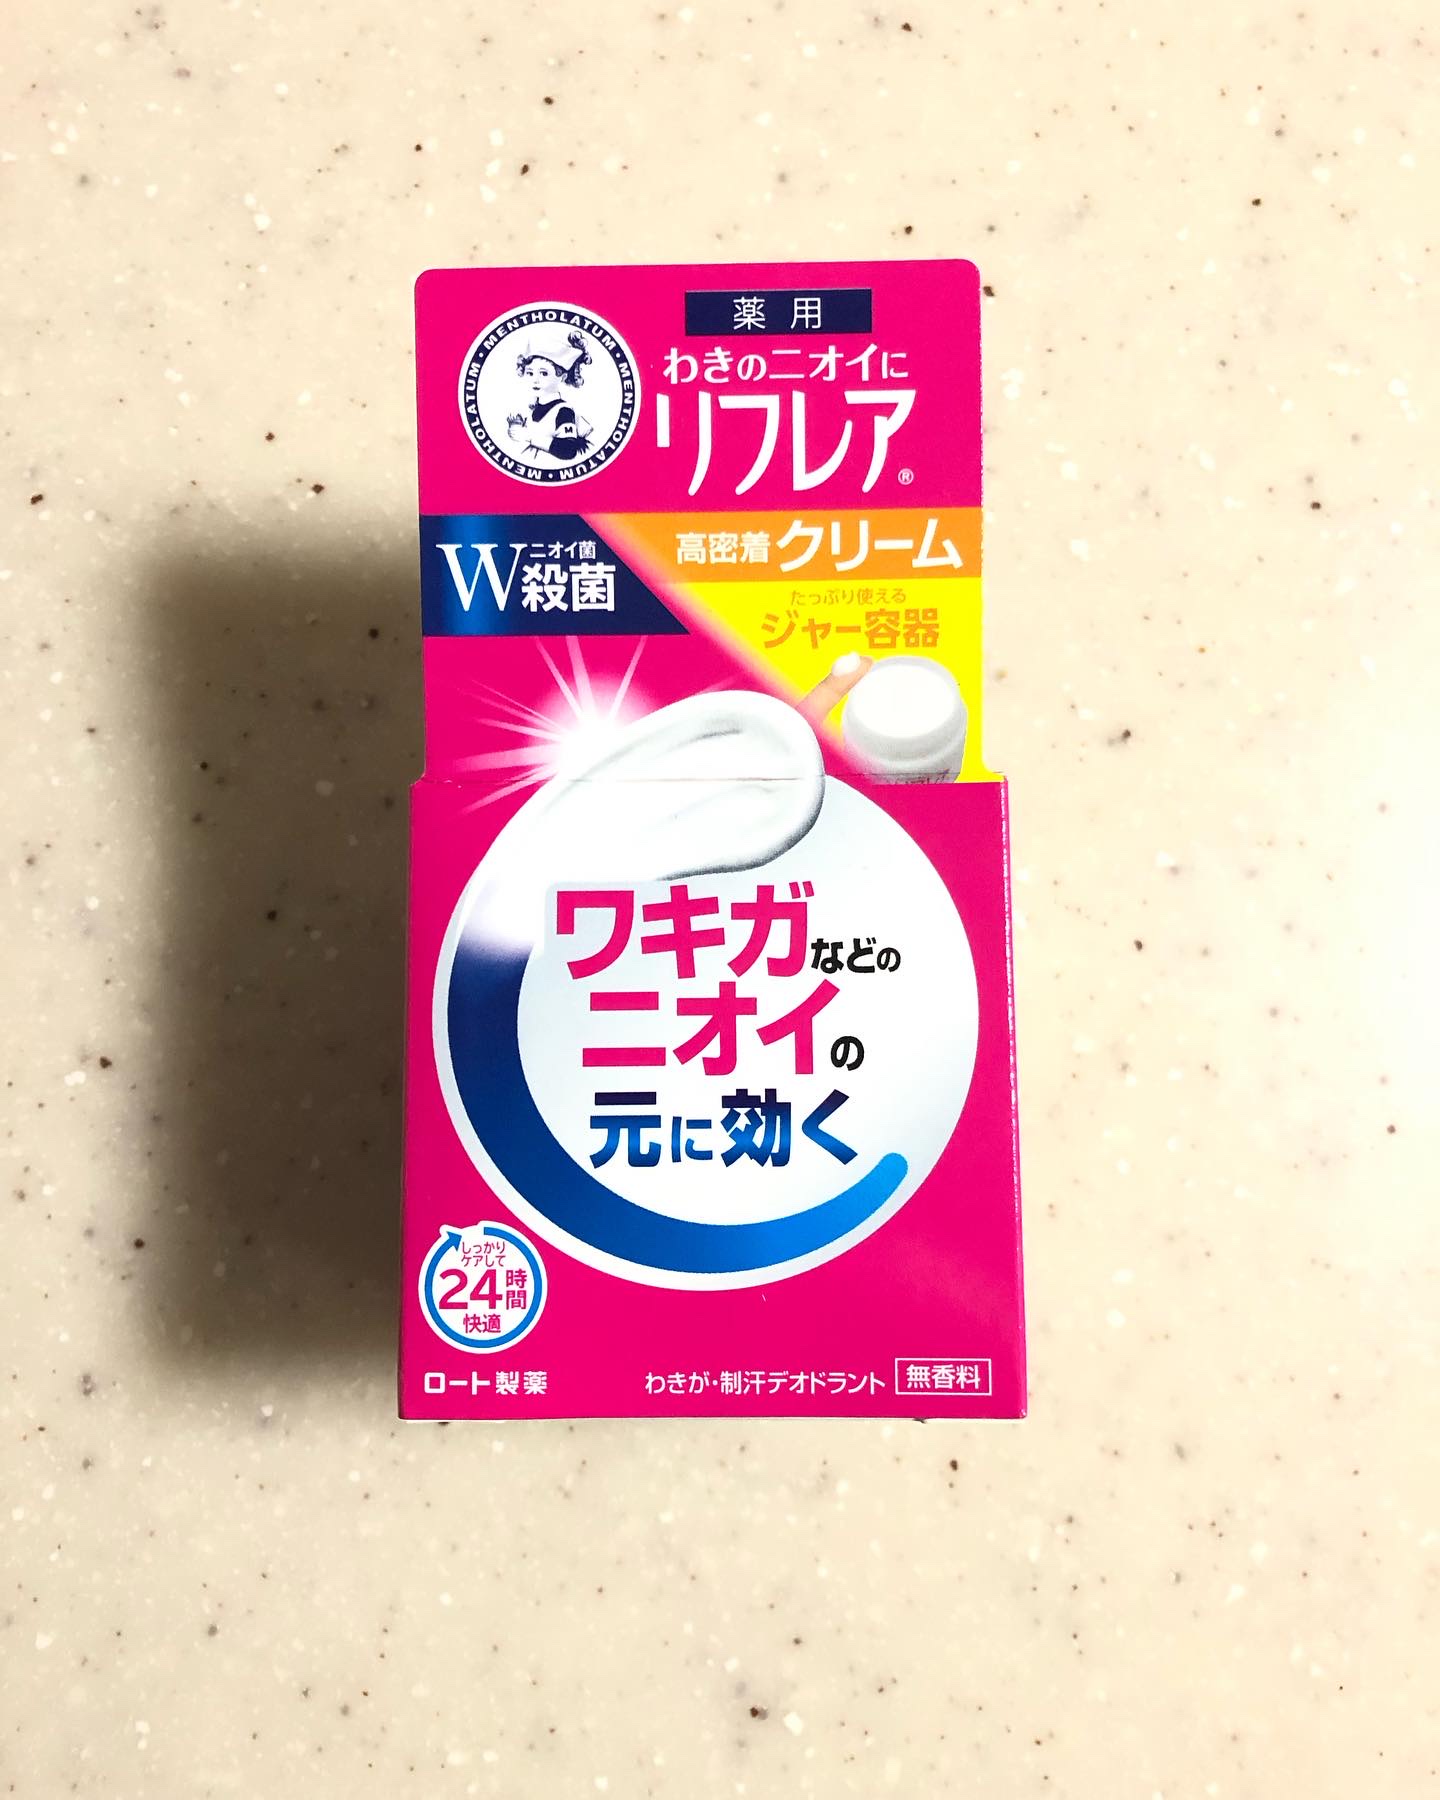 薬用
わきのニオイに
リフレア®
MENTHOLATUM・MENTHOLATUM・MENTHOLATUM・MENTHOLATUM・
M
高密着クリーム
Wニオイ菌殺菌
たっぷり使える
ジャー容器
ワキガなどの
ニオイの
元に効く
しっかり
ケアして
24時間
快適
ロート製薬
わきが・制汗デオドラント 無香料